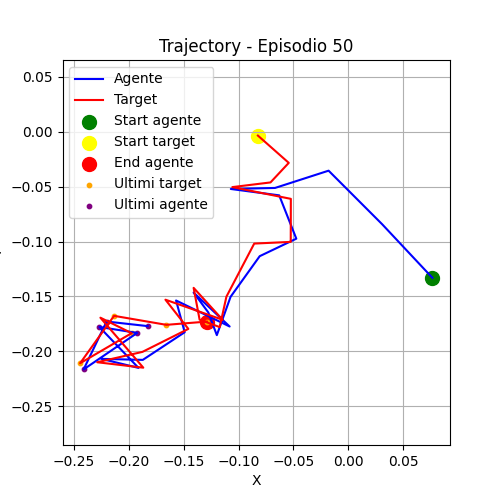 Trajectory - Episodio 50
Agente
Target
Start agente
Start target
End agente
Ultimi target
Ultimi agente
0.05
0.00
−0.05
−0.10
−0.15
−0.20
−0.25
−0.25 −0.20 −0.15 −0.10 −0.05 0.00 0.05
X